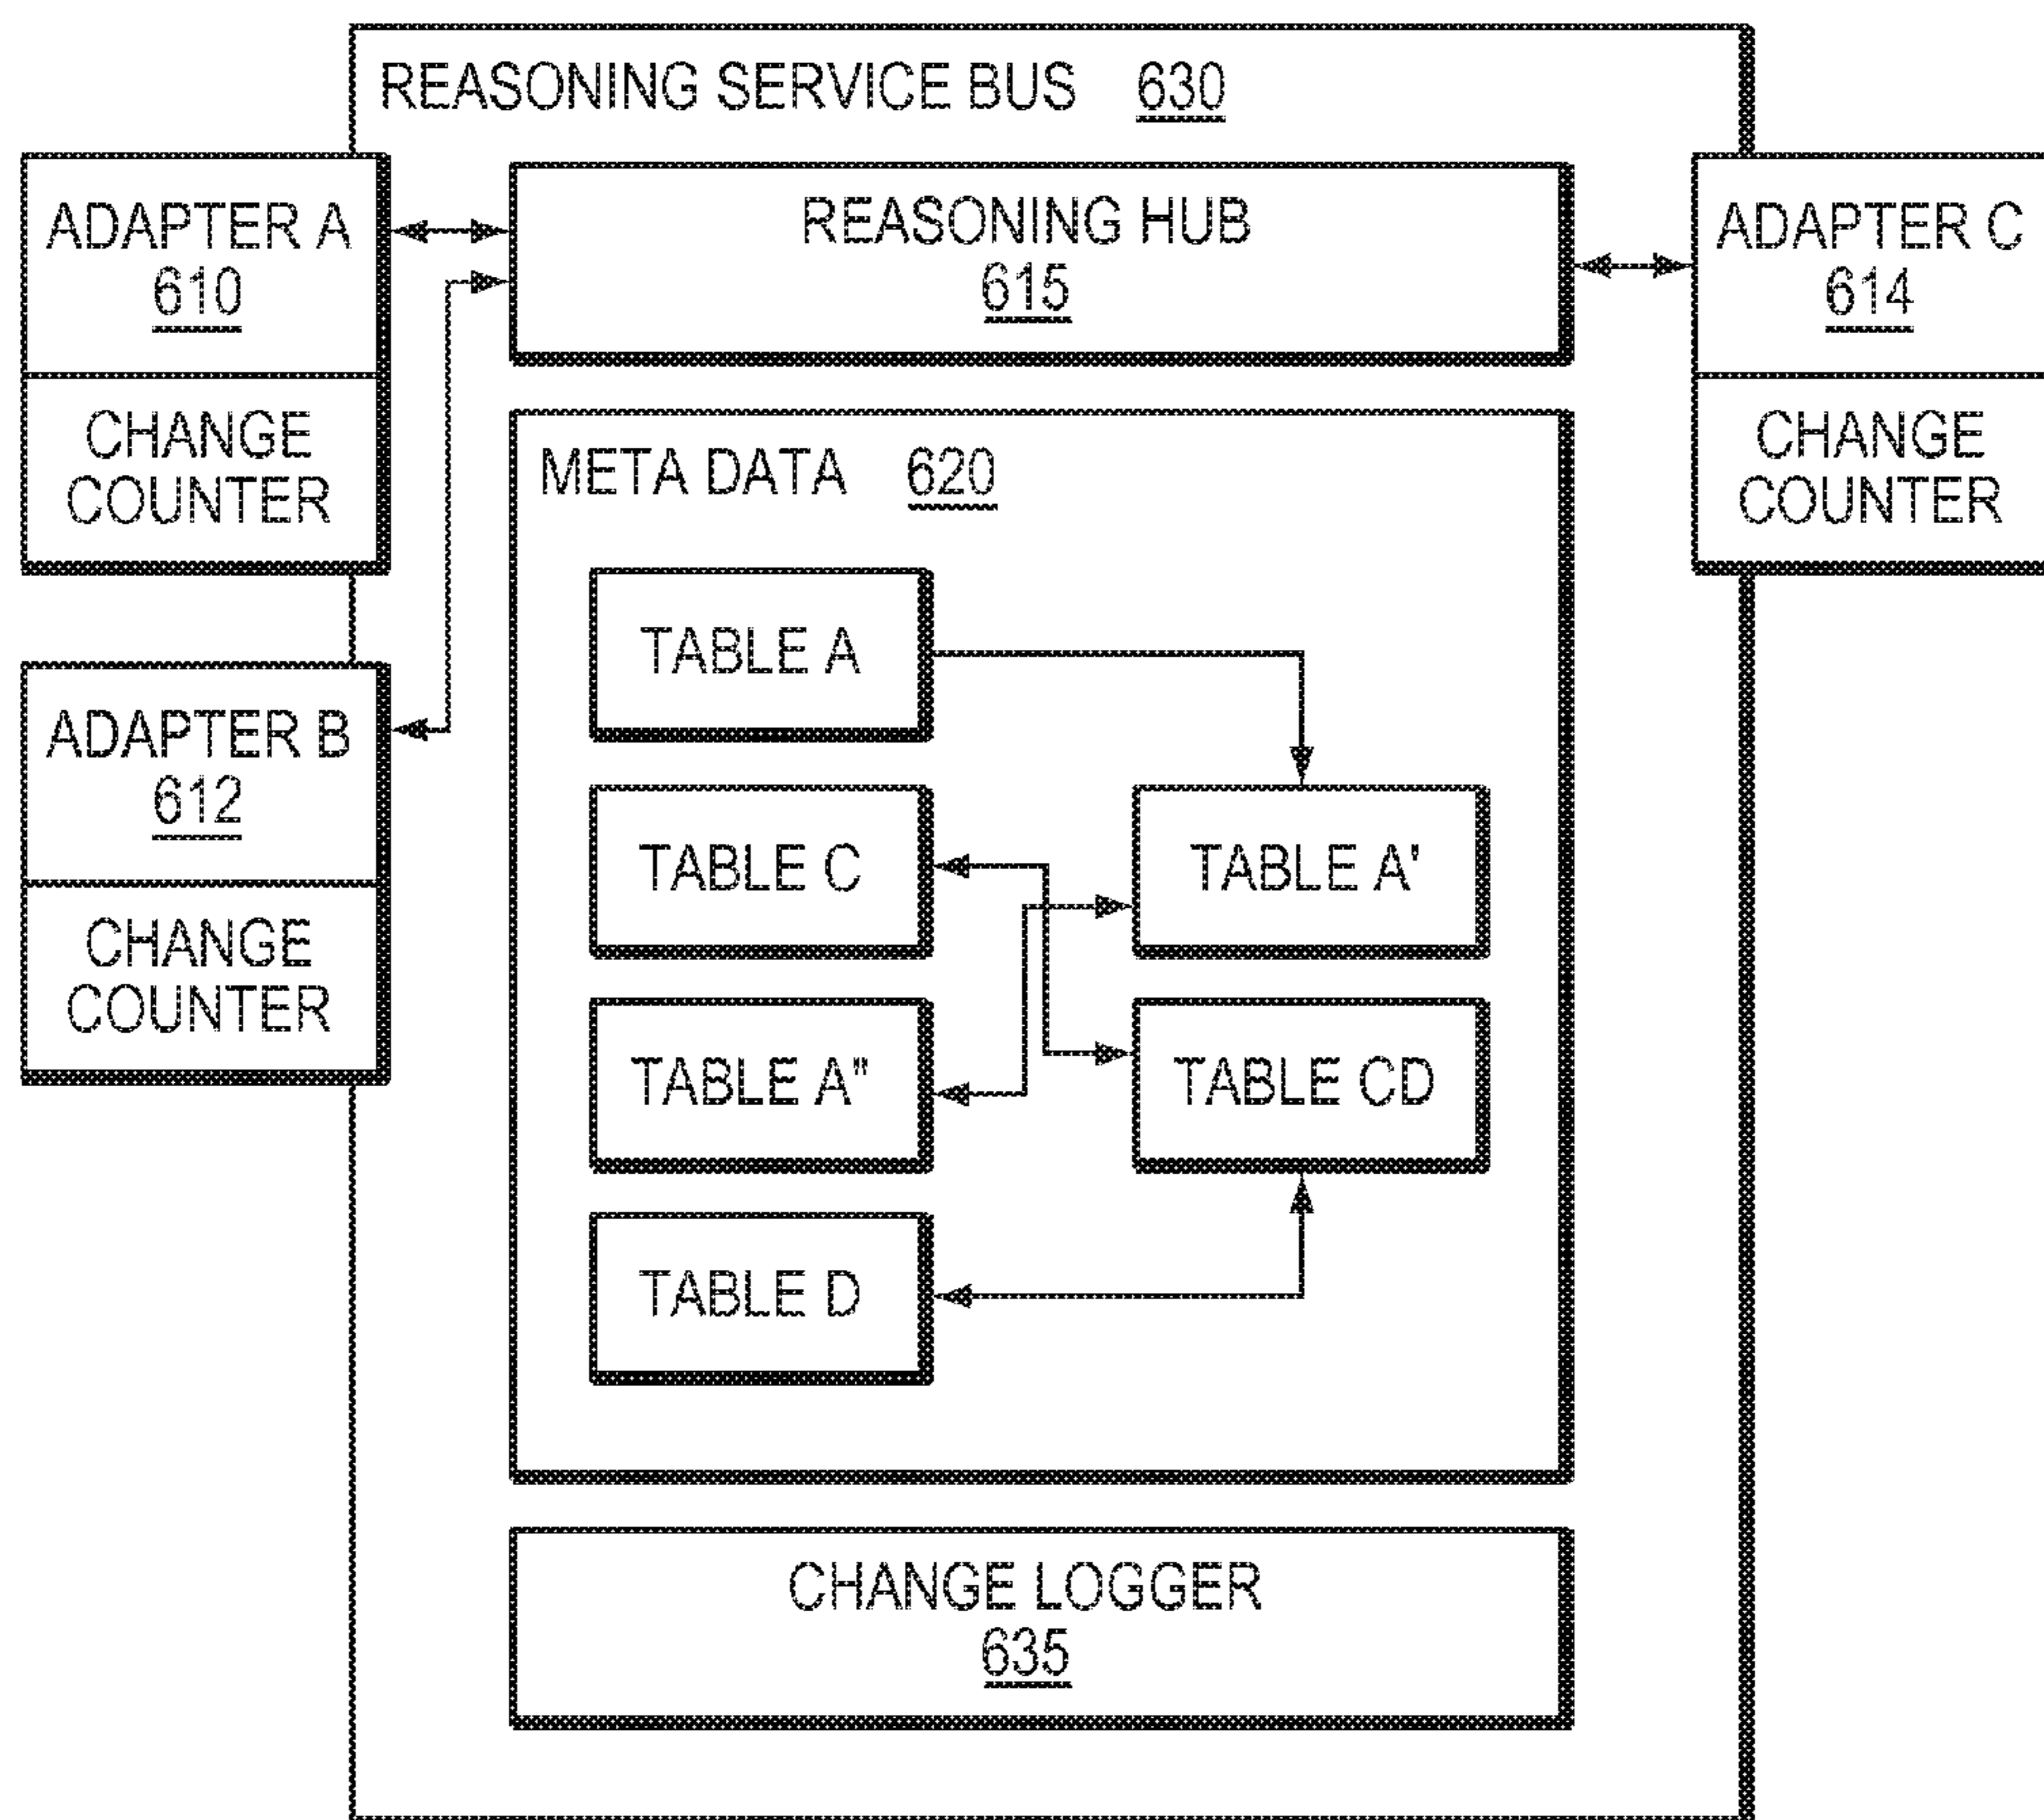 REASONING SERVICE BUS 630
ADAPTER A
610
CHANGE
COUNTER
REASONING HUB
615
ADAPTER C
614
CHANGE
COUNTER
ADAPTER B
612
CHANGE
COUNTER
META DATA 620
TABLE A
TABLE C
TABLE A'
TABLE A"
TABLE CD
TABLE D
CHANGE LOGGER
635